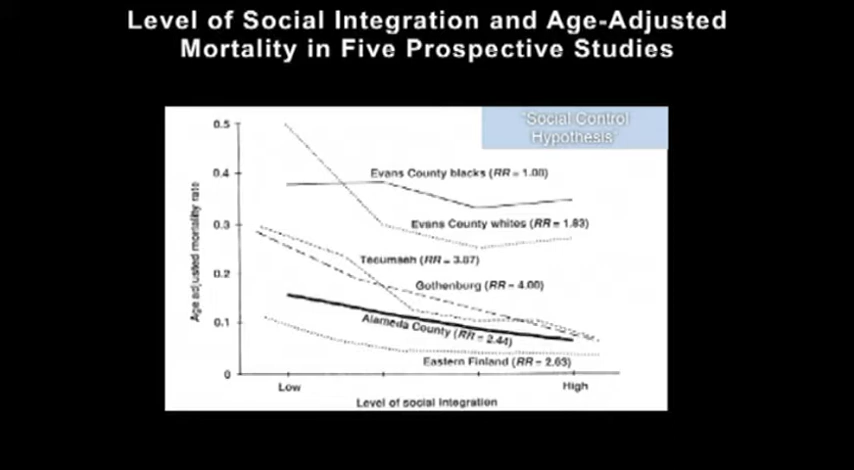 Level of Social Integration and Age-Adjusted
Mortality in Five Prospective Studies
"Social Control
Hypothesis"
0.5
0.4
0.3
0.2
0.1
0
Age adjusted mortality rate
Evans County blacks (RR = 1.08)
Evans County whites (RR = 1.83)
Tecumseh (RR = 3.87)
Gothenburg (RR = 4.00)
Alameda County (RR = 2.44)
Eastern Finland (RR = 2.63)
Low
High
Level of social integration